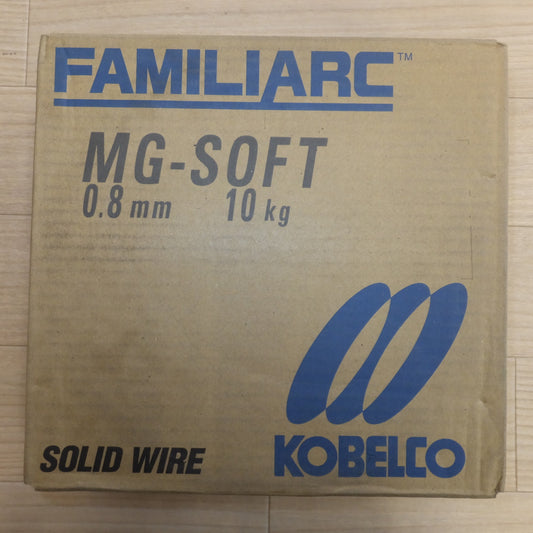 FAMILIARC™
MG-SOFT
0.8 mm 10 kg
KOBELCO
SOLID WIRE